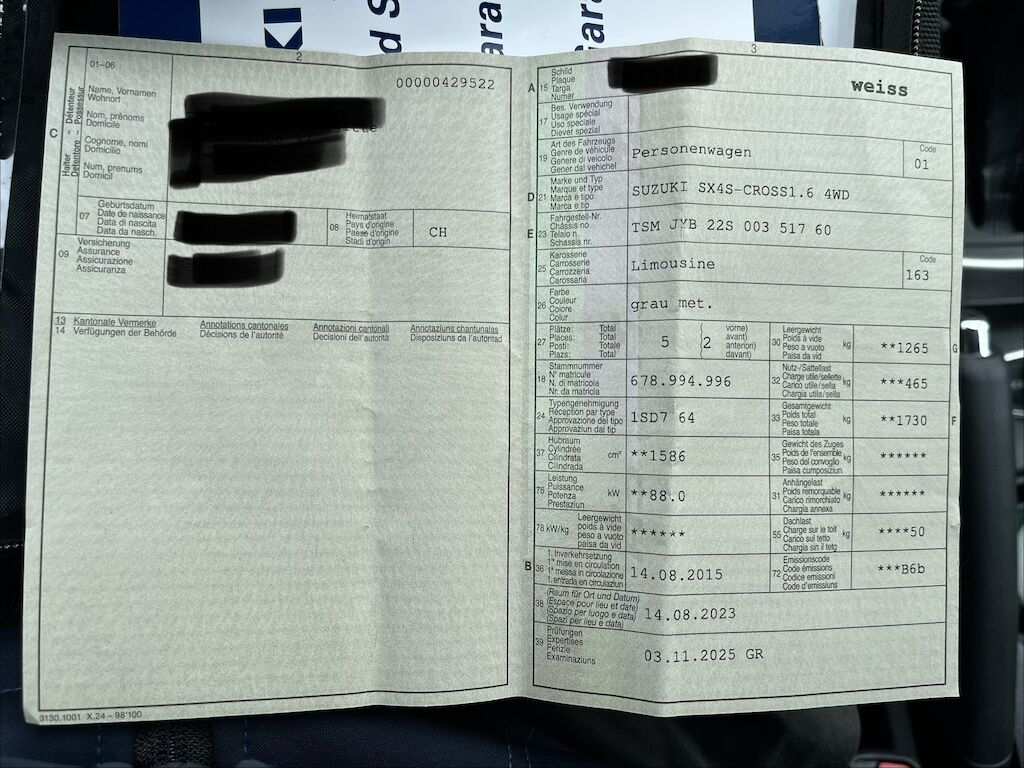 KI
d S
Gara
Gara
2
01–06
Détenteur
Possessur
C
Halter
Detentore
Name, Vornamen
Wohnort
Nom, prénoms
Domicile
Cognome, nomi
Domicilio
Num, prenums
Domicil
00000429522
07
Geburtsdatum
Date de naissance
Data di nascita
Data da nasch.
08
Heimatstaat
Pays d'origine
Paese d'origine
Stadi d'origin
CH
09
Versicherung
Assurance
Assicurazione
Assicuranza
13
14
Kantonale Vermerke
Verfügungen der Behörde
Annotations cantonales
Décisions de l'autorité
Annotazioni cantonali
Decisioni dell'autorità
Annotaziuns chantunalas
Disposiziuns da l'autoritad
3130.1001 X.24 – 98'100
3
A
15
Schild
Plaque
Targa
Numer
weiss
17
Bes. Verwendung
Usage spécial
Uso speciale
Diever spezial
19
Art des Fahrzeugs
Genre de véhicule
Genere di veicolo
Gener dal vehichel
Personenwagen
Code
01
D
21
Marke und Typ
Marque et type
Marca e tipo
Marca e tip
SUZUKI SX4S-CROSS1.6 4WD
E
23
Fahrgestell-Nr.
Châssis no
Telaio n.
Schassis nr.
TSM JYB 22S 003 517 60
25
Karosserie
Carrosserie
Carrozzeria
Carossaria
Limousine
Code
163
26
Farbe
Couleur
Colore
Colur
grau met.
27
Plätze: Total
Places: Total
Posti: Totale
Plazs: Total
5
2
vorne)
avant)
anteriori)
davant)
30
Leergewicht
Poids à vide
Peso a vuoto
Paisa da vid
kg
**1265
G
18
Stammnummer
N° matricule
N. di matricola
Nr. da matricla
678.994.996
32
Nutz-/Sattellast
Charge utile/sellette
Carico utile/sella
Chargia utila/sella
kg
***465
24
Typengenehmigung
Réception par type
Approvazione del tipo
Approvaziun dal tip
1SD7 64
33
Gesamtgewicht
Poids total
Peso totale
Paisa totala
kg
**1730
F
37
Hubraum
Cylindrée
Cilindrata
Cilindrada
cm³
**1586
35
Gewicht des Zuges
Poids de l'ensemble
Peso del convoglio
Paisa cumposiziun
kg
******
76
Leistung
Puissance
Potenza
Prestaziun
kW
**88.0
31
Anhängelast
Poids remorquable
Carico rimorchiato
Chargia annexa
kg
******
78 kW/kg
Leergewicht
poids à vide
peso a vuoto
paisa da vid
******
55
Dachlast
Charge sur le toit
Carico sul tetto
Chargia sin il tetg
kg
****50
B
36
1. Inverkehrsetzung
1re mise en circulation
1a messa in circolazione
1. entrada en circulaziun
14.08.2015
72
Emissionscode
Code émissions
Codice emissioni
Code d'emissiuns
***B6b
38
(Raum für Ort und Datum)
(Espace pour lieu et date)
(Spazio per luogo e data)
(Spazi per lieu e data)
14.08.2023
39
Prüfungen
Expertises
Perizie
Examinaziuns
03.11.2025 GR